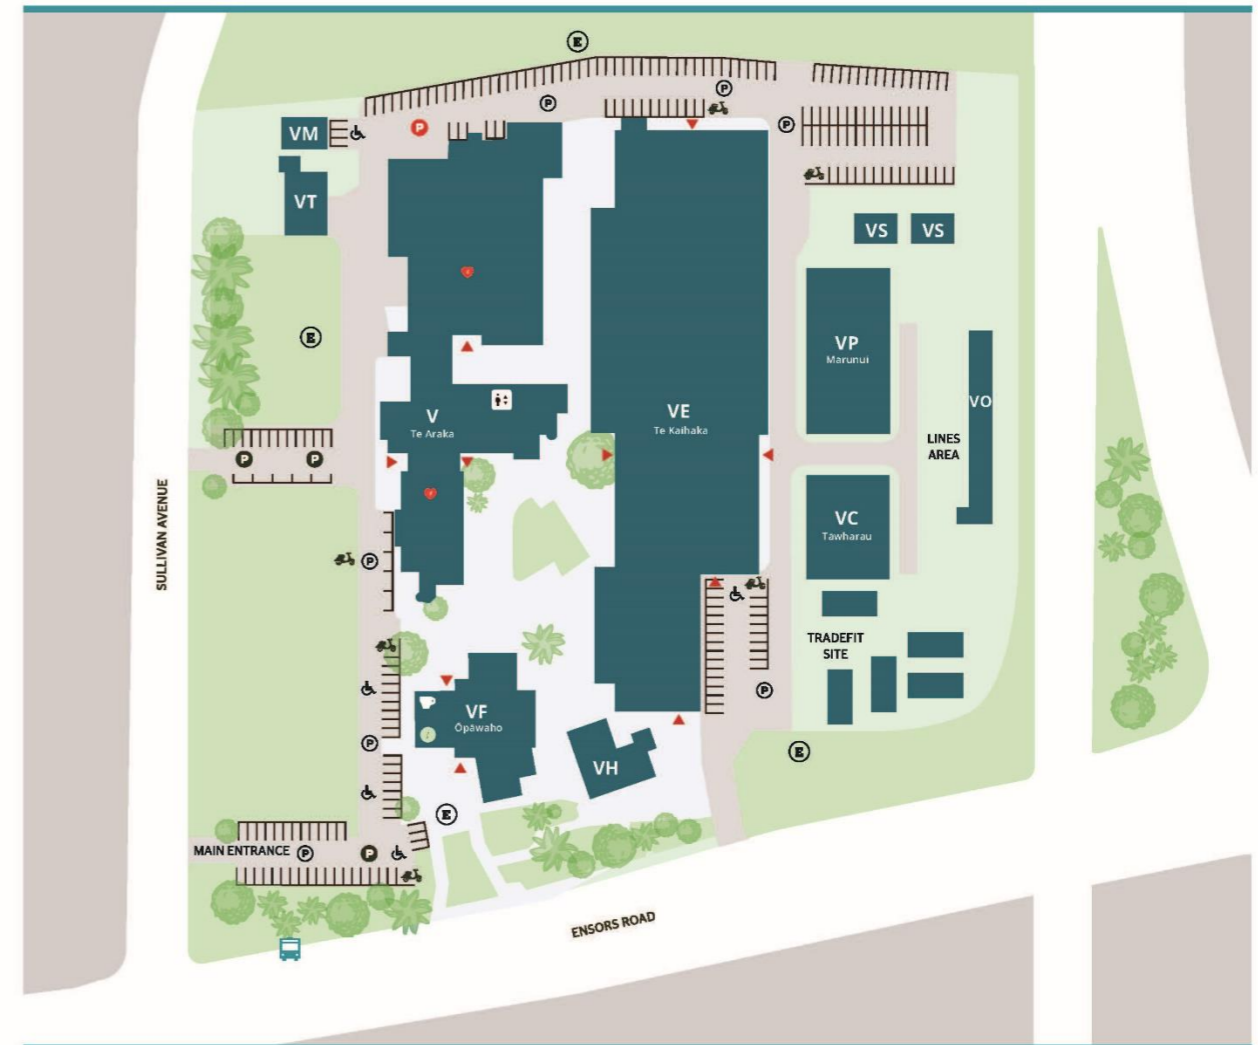 E
P
P
VM
P
P
VT
VS
VS
E
VP
Marunui
VO
V
Te Araka
VE
Te Kaihaka
LINES
AREA
P
P
SULLIVAN AVENUE
VC
Tawharau
P
TRADEFIT
SITE
P
VF
Ōpāwaho
P
E
VH
E
MAIN ENTRANCE
P
P
ENSORS ROAD